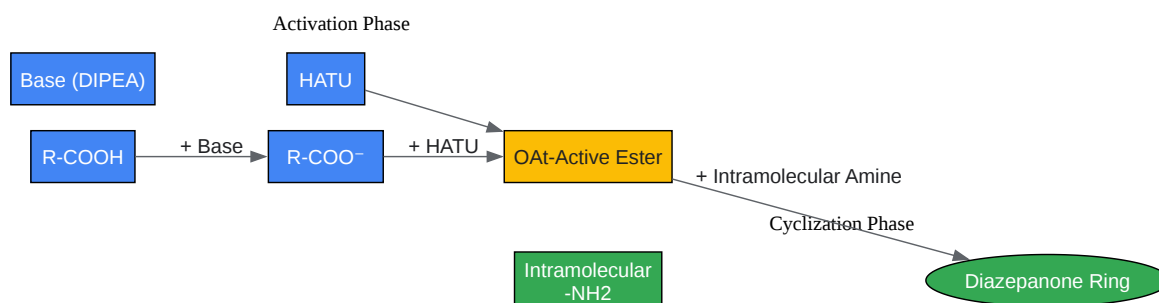 Activation Phase
Base (DIPEA)
HATU
R-COOH
+ Base
R-COO⁻
+ HATU
OAt-Active Ester
+ Intramolecular Amine
Cyclization Phase
Intramolecular
-NH2
Diazepanone Ring